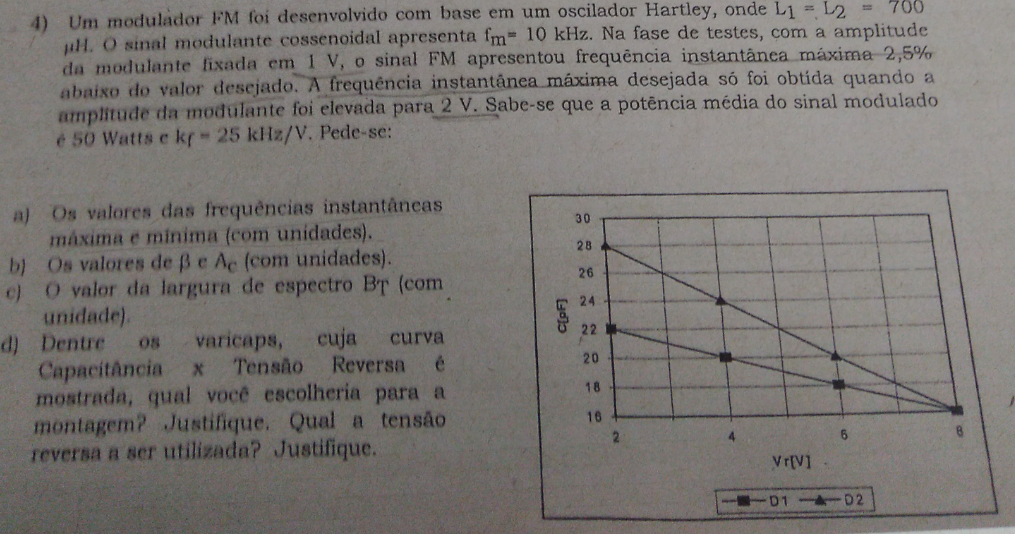 4) Um modulador FM foi desenvolvido com base em um oscilador Hartley, onde L1 = L2 = 700
μH. O sinal modulante cossenoidal apresenta fm= 10 kHz. Na fase de testes, com a amplitude
da modulante fixada em 1 V, o sinal FM apresentou frequência instantânea máxima 2,5%
abaixo do valor desejado. A frequência instantânea máxima desejada só foi obtida quando a
amplitude da modulante foi elevada para 2 V. Sabe-se que a potência média do sinal modulado
é 50 Watts e kf = 25 kHz/V. Pede-se:
a) Os valores das frequências instantâneas
máxima e mínima (com unidades).
b) Os valores de β e Ac (com unidades).
c) O valor da largura de espectro BT (com
unidade).
d) Dentre os varicaps, cuja curva
Capacitância x Tensão Reversa é
mostrada, qual você escolheria para a
montagem? Justifique. Qual a tensão
reversa a ser utilizada? Justifique.
30
28
26
24
22
20
18
16
C[pF]
2 4 6 8
Vr[V]
D1 D2